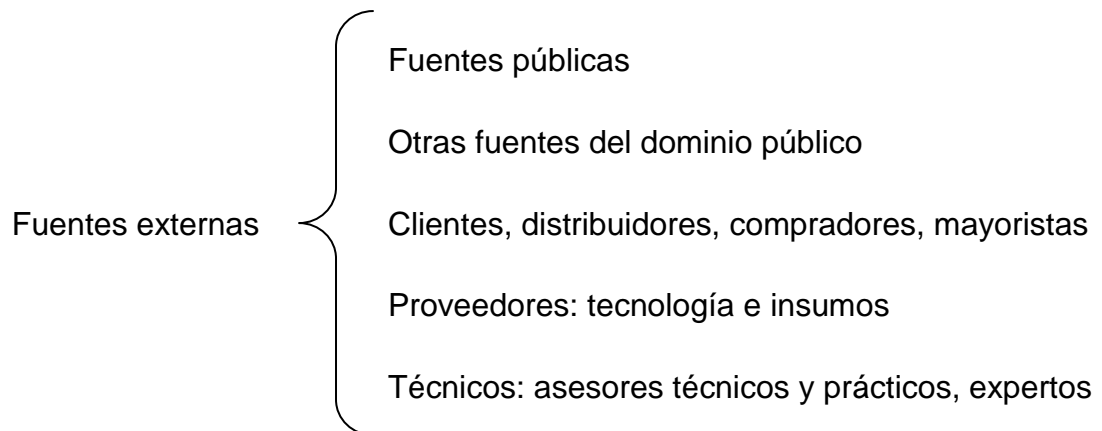 Fuentes públicas
Otras fuentes del dominio público
Fuentes externas
Clientes, distribuidores, compradores, mayoristas
Proveedores: tecnología e insumos
Técnicos: asesores técnicos y prácticos, expertos